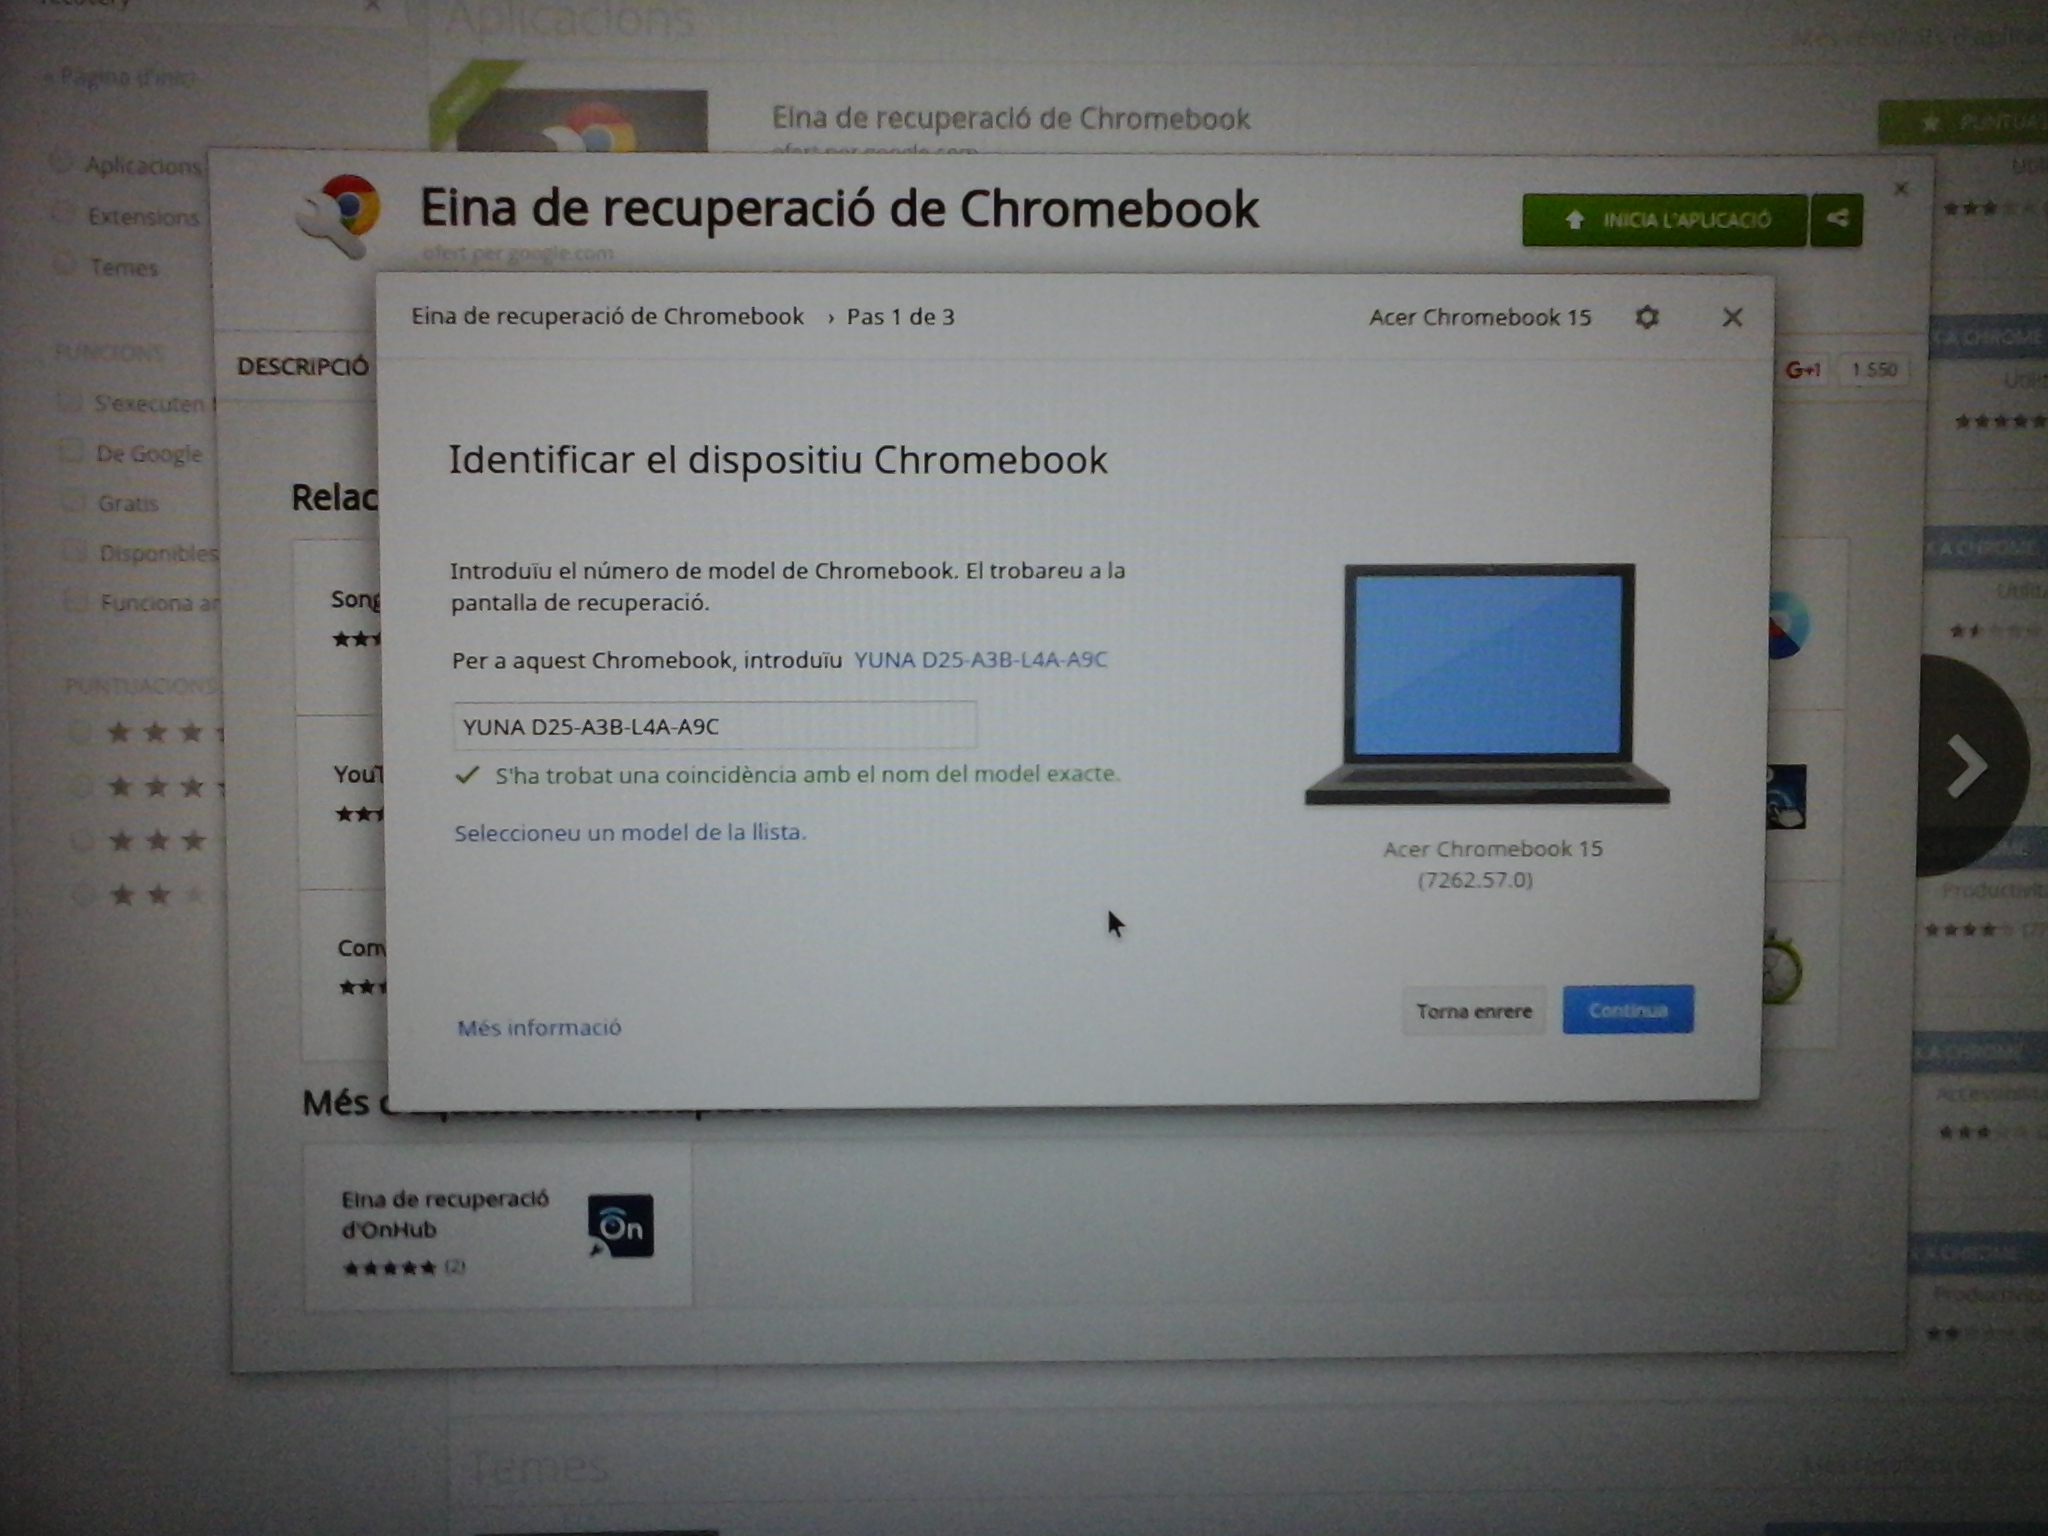 Aplicacions
« Pàgina d'inici
Eina de recuperació de Chromebook
ofert per google.com
Aplicacions
Extensions
Temes
Eina de recuperació de Chromebook
ofert per google.com
INICIA L'APLICACIÓ
Eina de recuperació de Chromebook › Pas 1 de 3
Acer Chromebook 15
FUNCIONS
DESCRIPCIÓ
G+1 1.550
S'executen
De Google
Gratis
Disponibles
Funciona
Identificar el dispositiu Chromebook
Relac
Introduïu el número de model de Chromebook. El trobareu a la
pantalla de recuperació.
Per a aquest Chromebook, introduïu YUNA D25-A3B-L4A-A9C
YUNA D25-A3B-L4A-A9C
S'ha trobat una coincidència amb el nom del model exacte.
Seleccioneu un model de la llista.
Acer Chromebook 15
(7262.57.0)
PUNTUACIONS
Song
YouT
Com
Més informació
Torna enrere
Continua
Més
Eina de recuperació
d'OnHub
(2)
On
Temes